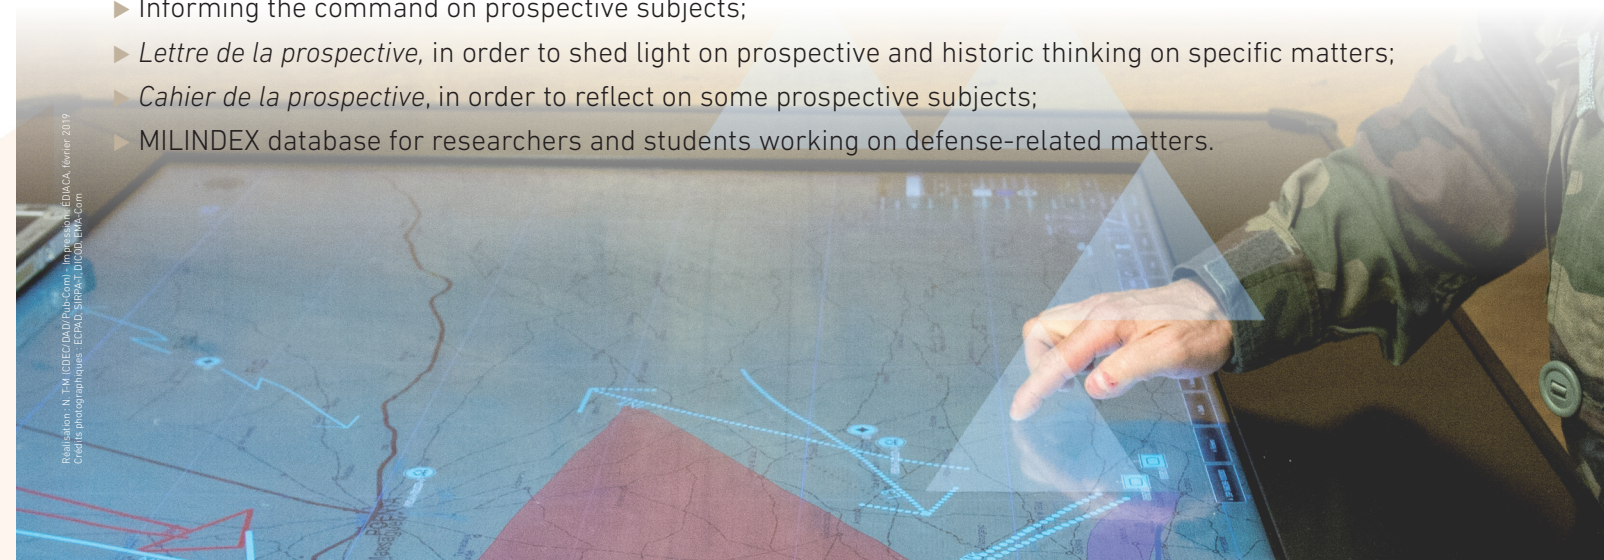 ▶ Informing the command on prospective subjects;
▶ Lettre de la prospective, in order to shed light on prospective and historic thinking on specific matters;
▶ Cahier de la prospective, in order to reflect on some prospective subjects;
▶ MILINDEX database for researchers and students working on defense-related matters.
Réalisation : N. T-M (CDEC/DAD/Pub-Com) - Impression : EDIACA, février 2019
Crédits photographiques : ECPAD, SIRPA-T, DICOD, EMA-Com